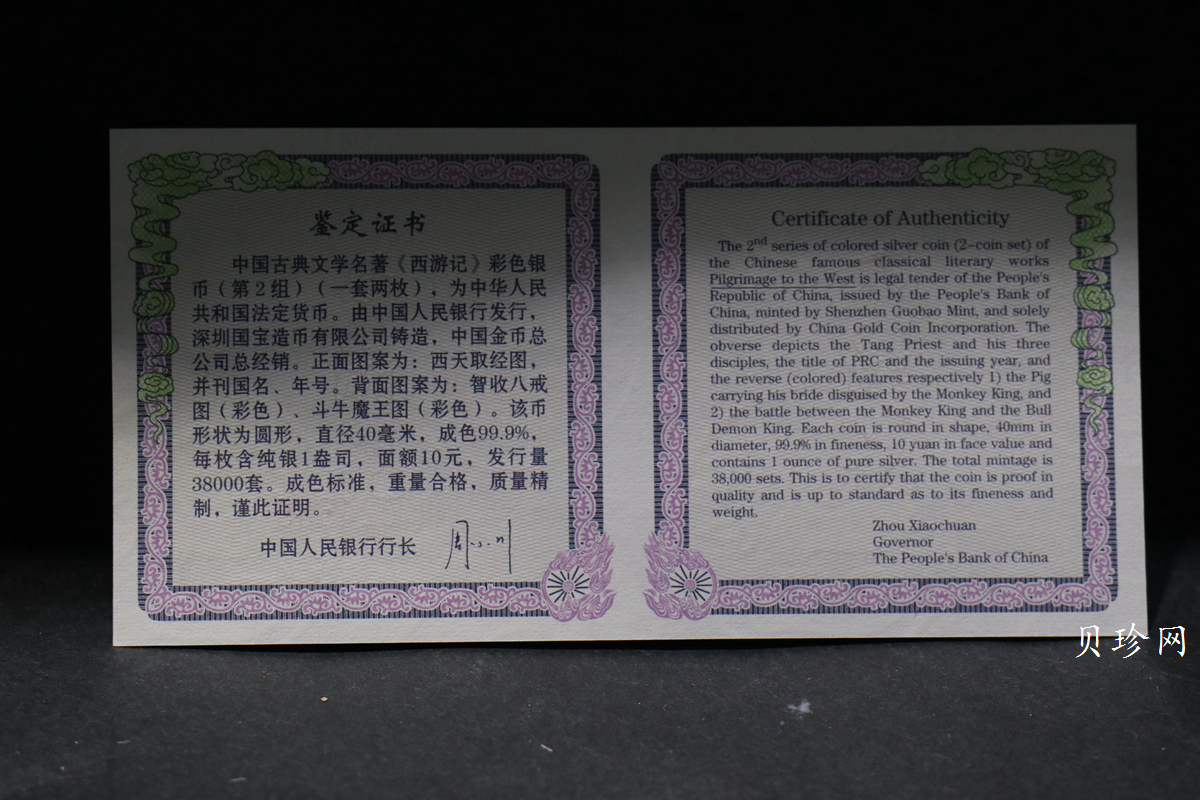 鉴定证书
中国古典文学名著《西游记》彩色银
币（第2组）（一套两枚），为中华人民
共和国法定货币。由中国人民银行发行，
深圳国宝造币有限公司铸造，中国金币总
公司总经销。正面图案为：西天取经图，
并刊国名、年号。背面图案为：智收八戒
图（彩色）、斗牛魔王图（彩色）。该币
形状为圆形，直径40毫米，成色99.9%，
每枚含纯银1盎司，面额10元，发行量
38000套。成色标准，重量合格，质量精
制，谨此证明。
中国人民银行行长 周小川
Certificate of Authenticity
The 2nd series of colored silver coin (2-coin set) of
the Chinese famous classical literary works
Pilgrimage to the West is legal tender of the People's
Republic of China, issued by the People's Bank of
China, minted by Shenzhen Guobao Mint, and solely
distributed by China Gold Coin Incorporation. The
obverse depicts the Tang Priest and his three
disciples, the title of PRC and the issuing year, and
the reverse (colored) features respectively 1) the Pig
carrying his bride disguised by the Monkey King, and
2) the battle between the Monkey King and the Bull
Demon King. Each coin is round in shape, 40mm in
diameter, 99.9% in fineness, 10 yuan in face value and
contains 1 ounce of pure silver. The total mintage is
38,000 sets. This is to certify that the coin is proof in
quality and is up to standard as to its fineness and
weight.
Zhou Xiaochuan
Governor
The People's Bank of China
贝珍网